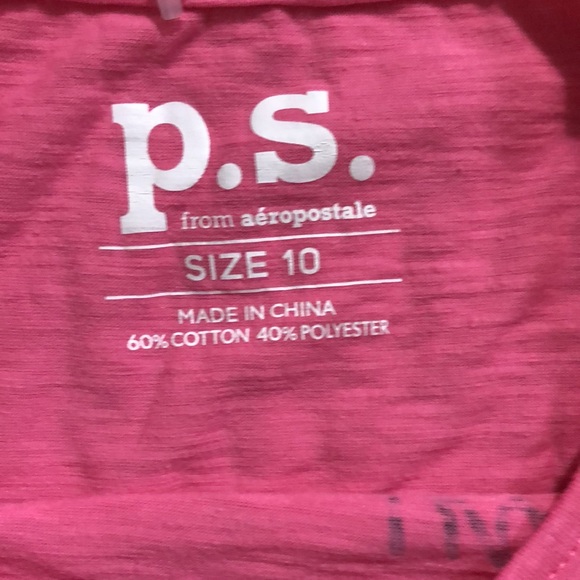 p.s.
from aéropostale
SIZE 10
MADE IN CHINA
60% COTTON 40% POLYESTER